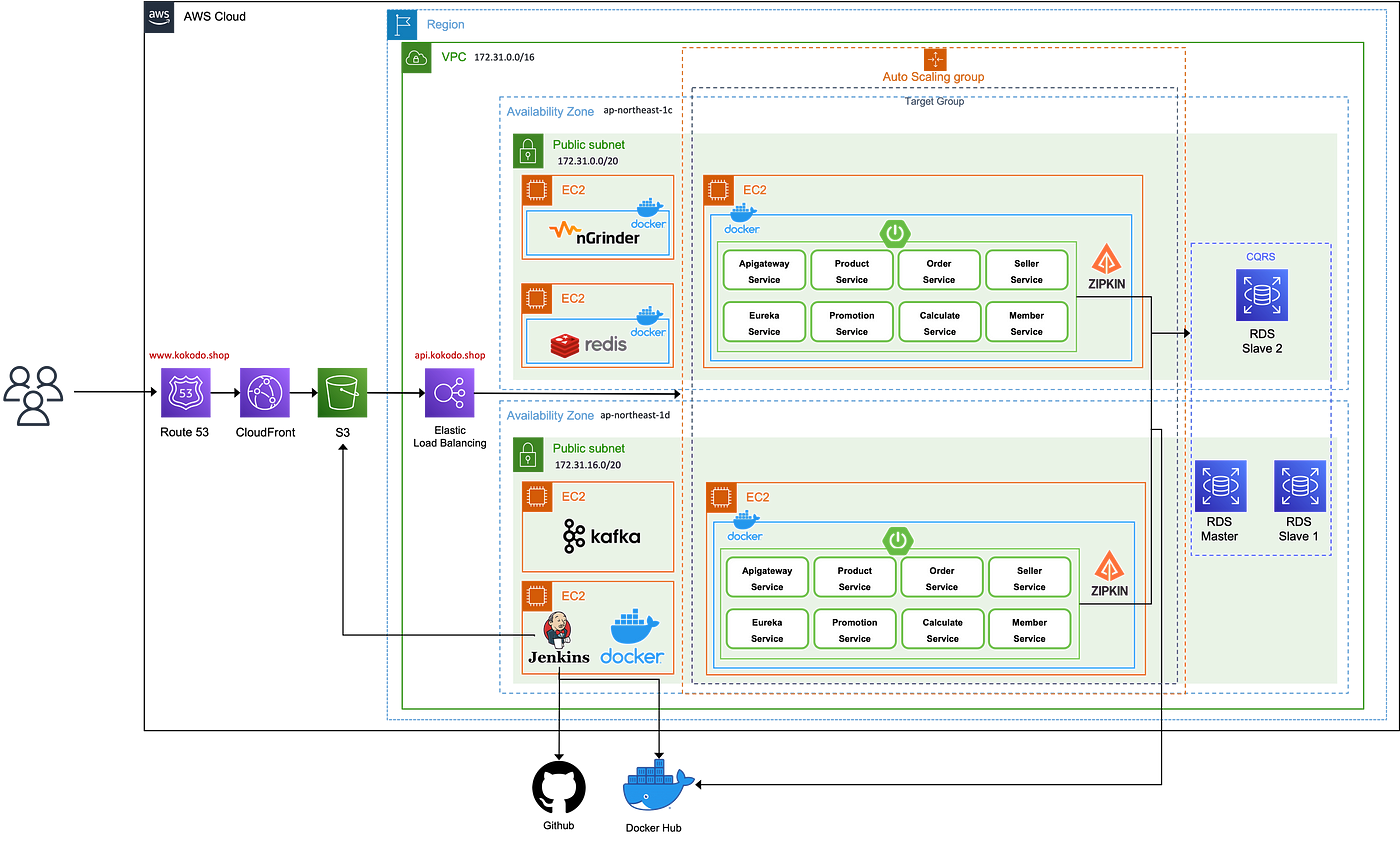 aws
AWS Cloud
Region
VPC 172.31.0.0/16
Auto Scaling group
Target Group
Availability Zone ap-northeast-1c
Public subnet
172.31.0.0/20
EC2
docker
nGrinder
EC2
docker
redis
EC2
docker
Apigateway
Service
Product
Service
Order
Service
Seller
Service
Eureka
Service
Promotion
Service
Calculate
Service
Member
Service
ZIPKIN
CQRS
RDS
Slave 2
www.kokodo.shop
53
Route 53
CloudFront
S3
api.kokodo.shop
Elastic
Load Balancing
Availability Zone ap-northeast-1d
Public subnet
172.31.16.0/20
EC2
kafka
EC2
Jenkins
docker
EC2
docker
Apigateway
Service
Product
Service
Order
Service
Seller
Service
Eureka
Service
Promotion
Service
Calculate
Service
Member
Service
ZIPKIN
RDS
Master
RDS
Slave 1
Github
Docker Hub